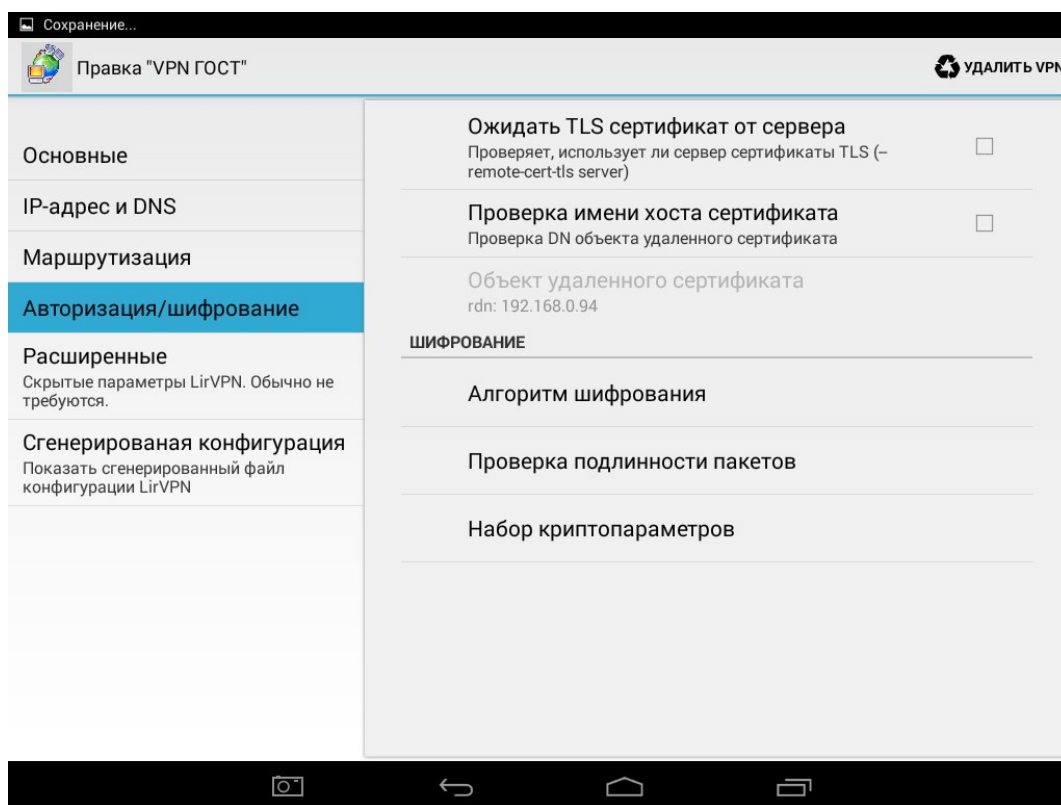 Сохранение...
Правка "VPN ГОСТ"
УДАЛИТЬ VPN
Основные
IP-адрес и DNS
Маршрутизация
Авторизация/шифрование
Расширенные
Скрытые параметры LirVPN. Обычно не
требуются.
Сгенерированая конфигурация
Показать сгенерированный файл
конфигурации LirVPN
Ожидать TLS сертификат от сервера
Проверяет, использует ли сервер сертификаты TLS (–
remote-cert-tls server)
Проверка имени хоста сертификата
Проверка DN объекта удаленного сертификата
Объект удаленного сертификата
rdn: 192.168.0.94
ШИФРОВАНИЕ
Алгоритм шифрования
Проверка подлинности пакетов
Набор криптопараметров